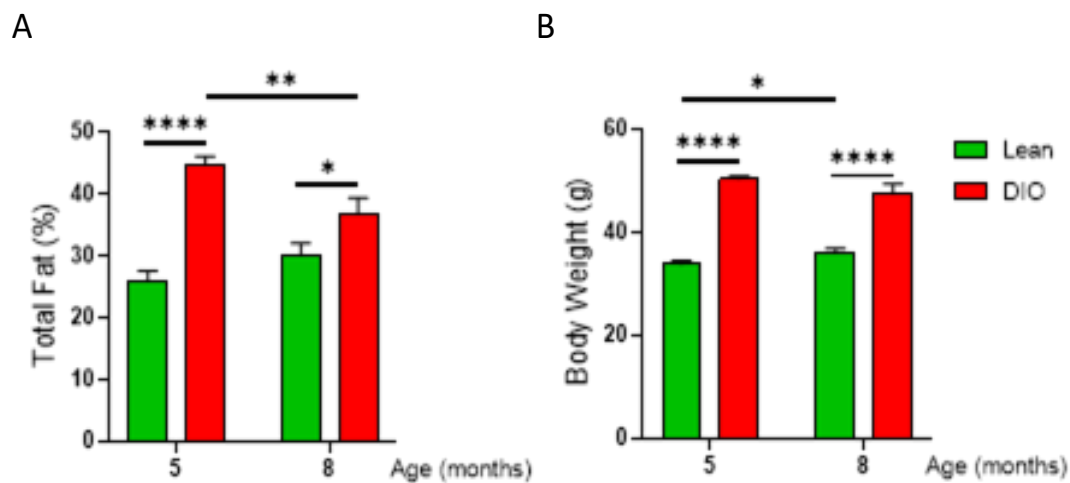 A
B
**
*
****
*
****
****
50
40
30
20
10
0
Total Fat (%)
5
8
Age (months)
60
40
20
0
Body Weight (g)
5
8
Age (months)
Lean
DIO